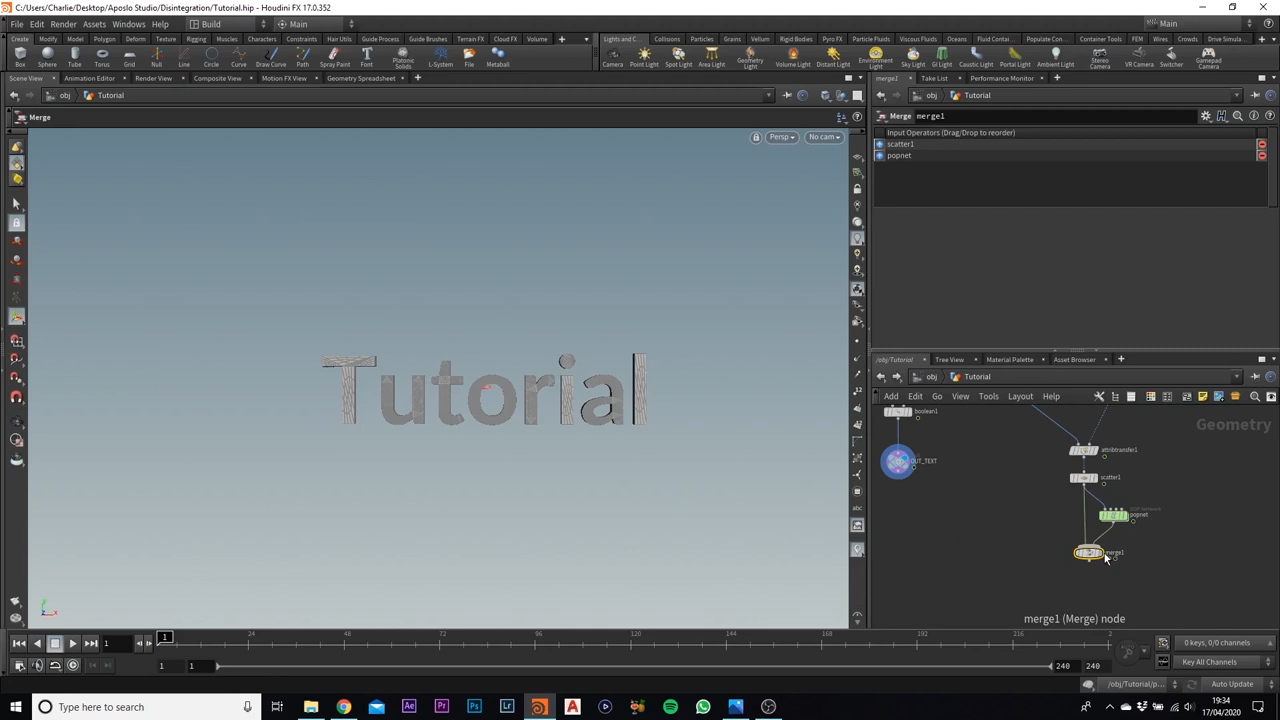 C:/Users/Charlie/Desktop/Aposlo Studio/Disintegration/Tutorial.hip - Houdini FX 17.0.352
File Edit Render Assets Windows Help Build Main Main
Create Modify Model Polygon Deform Texture Rigging Muscles Characters Constraints Hair Utils Guide Process Guide Brushes Terrain FX Cloud FX Volume
Lights and C... Collisions Particles Grains Vellum Rigid Bodies Particle Fluids Viscous Fluids Oceans Fluid Contai... Populate Con... Container Tools Pyro FX FEM Wires Crowds Drive Simula...
Box Sphere Tube Torus Grid Null Line Circle Curve Draw Curve Path Spray Paint Font Platonic Solids L-System Metaball File
Camera Point Light Spot Light Area Light Geometry Light Volume Light Distant Light Environment Light Sky Light GI Light Caustic Light Portal Light Ambient Light Stereo Camera VR Camera Switcher Gamepad Camera
Scene View Animation Editor Render View Composite View Motion FX View Geometry Spreadsheet
merge1 Take List Performance Monitor
obj Tutorial
obj Tutorial
Merge
Merge merge1
Persp No cam
Input Operators (Drag/Drop to reorder)
scatter1
popnet
Tutorial
/obj/Tutorial Tree View Material Palette Asset Browser
obj Tutorial
Add Edit Go View Tools Layout Help
Geometry
boolean1
OUT_TEXT
attribtransfer1
scatter1
popnet
merge1
merge1 (Merge) node
abc
y
x
1 1 24 48 72 96 120 144 168 192 216 2
0 keys, 0/0 channels
1 1 240 240
Key All Channels
/obj/Tutorial/p...
Auto Update
Type here to search
19:34
17/04/2020